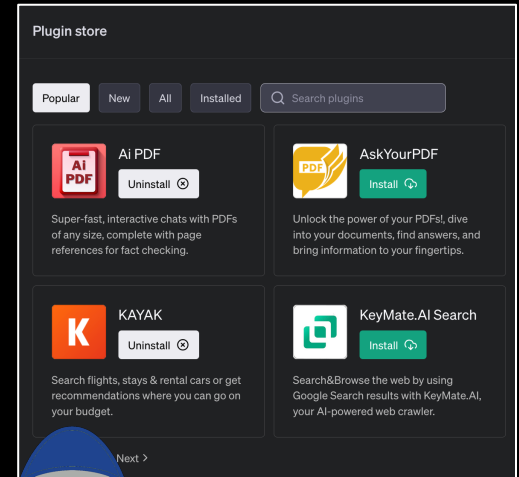 Plugin store
Popular
New
All
Installed
Search plugins
Ai PDF
Ai
PDF
Uninstall
Super-fast, interactive chats with PDFs
of any size, complete with page
references for fact checking.
AskYourPDF
PDF
Install
Unlock the power of your PDFs!, dive
into your documents, find answers, and
bring information to your fingertips.
KAYAK
K
Uninstall
Search flights, stays & rental cars or get
recommendations where you can go on
your budget.
KeyMate.AI Search
Install
Search&Browse the web by using
Google Search results with KeyMate.AI,
your AI-powered web crawler.
Next